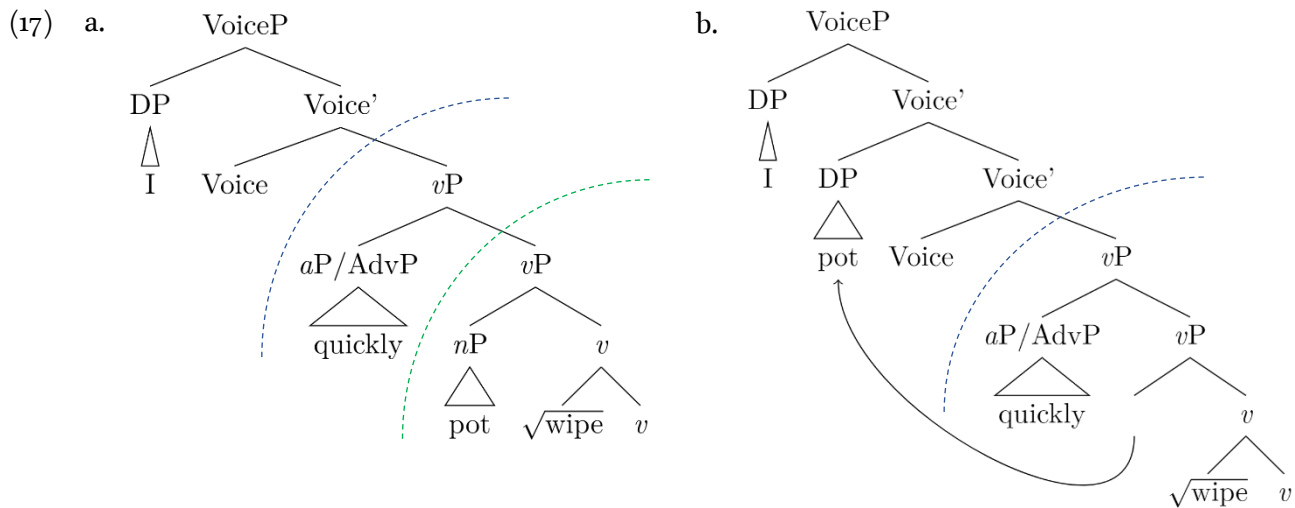 (17) a.
VoiceP
DP Voice'
I Voice vP
aP/AdvP vP
quickly nP v
pot √wipe v
b.
VoiceP
DP Voice'
I DP Voice'
pot Voice vP
aP/AdvP vP
quickly v
√wipe v